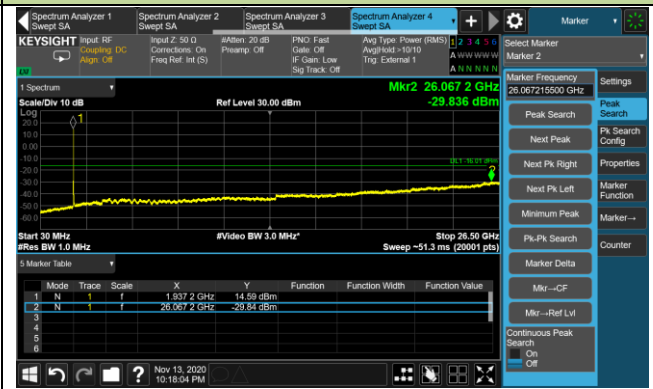 Spectrum Analyzer 1
Swept SA
Spectrum Analyzer 2
Swept SA
Spectrum Analyzer 3
Swept SA
Spectrum Analyzer 4
Swept SA
Marker
KEYSIGHT
Input: RF
Coupling: DC
Align: Off
Input Z: 50 Ω
Corrections: On
Freq Ref: Int (S)
#Atten: 20 dB
Preamp: Off
PNO: Fast
Gate: Off
IF Gain: Low
Sig Track: Off
Avg Type: Power (RMS)
Avg|Hold:>10/10
Trig: External 1
1 2 3 4 5 6
A W W W W W
A N N N N N
Select Marker
Marker 2
1 Spectrum
Scale/Div 10 dB
Ref Level 30.00 dBm
Mkr2 26.067 2 GHz
-29.836 dBm
Log
20.0
10.0
0.00
-10.0
-20.0
-30.0
-40.0
-50.0
-60.0
1
DL1 -16.01 dBm
2
Start 30 MHz
#Res BW 1.0 MHz
#Video BW 3.0 MHz*
Stop 26.50 GHz
Sweep ~51.3 ms (20001 pts)
5 Marker Table
Mode Trace Scale X Y Function Function Width Function Value
1 N 1 f 1.937 2 GHz 14.59 dBm
2 N 1 f 26.067 2 GHz -29.84 dBm
3
4
5
6
Marker Frequency
26.067215500 GHz
Peak Search
Next Peak
Next Pk Right
Next Pk Left
Minimum Peak
Pk-Pk Search
Marker Delta
Mkr→CF
Mkr→Ref Lvl
Continuous Peak
Search
On
Off
Settings
Peak
Search
Pk Search
Config
Properties
Marker
Function
Marker→
Counter
?
Nov 13, 2020
10:18:04 PM